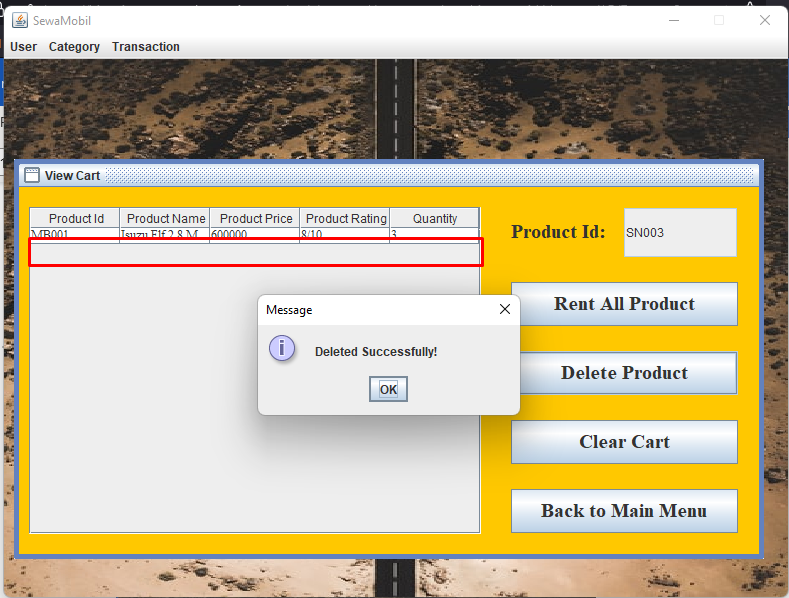 SewaMobil
User Category Transaction
View Cart
Product Id Product Name Product Price Product Rating Quantity
MB001 Isuzu Elf 2.8 M... 600000 8/10 3
Product Id: SN003
Rent All Product
Message
Deleted Successfully!
OK
Delete Product
Clear Cart
Back to Main Menu